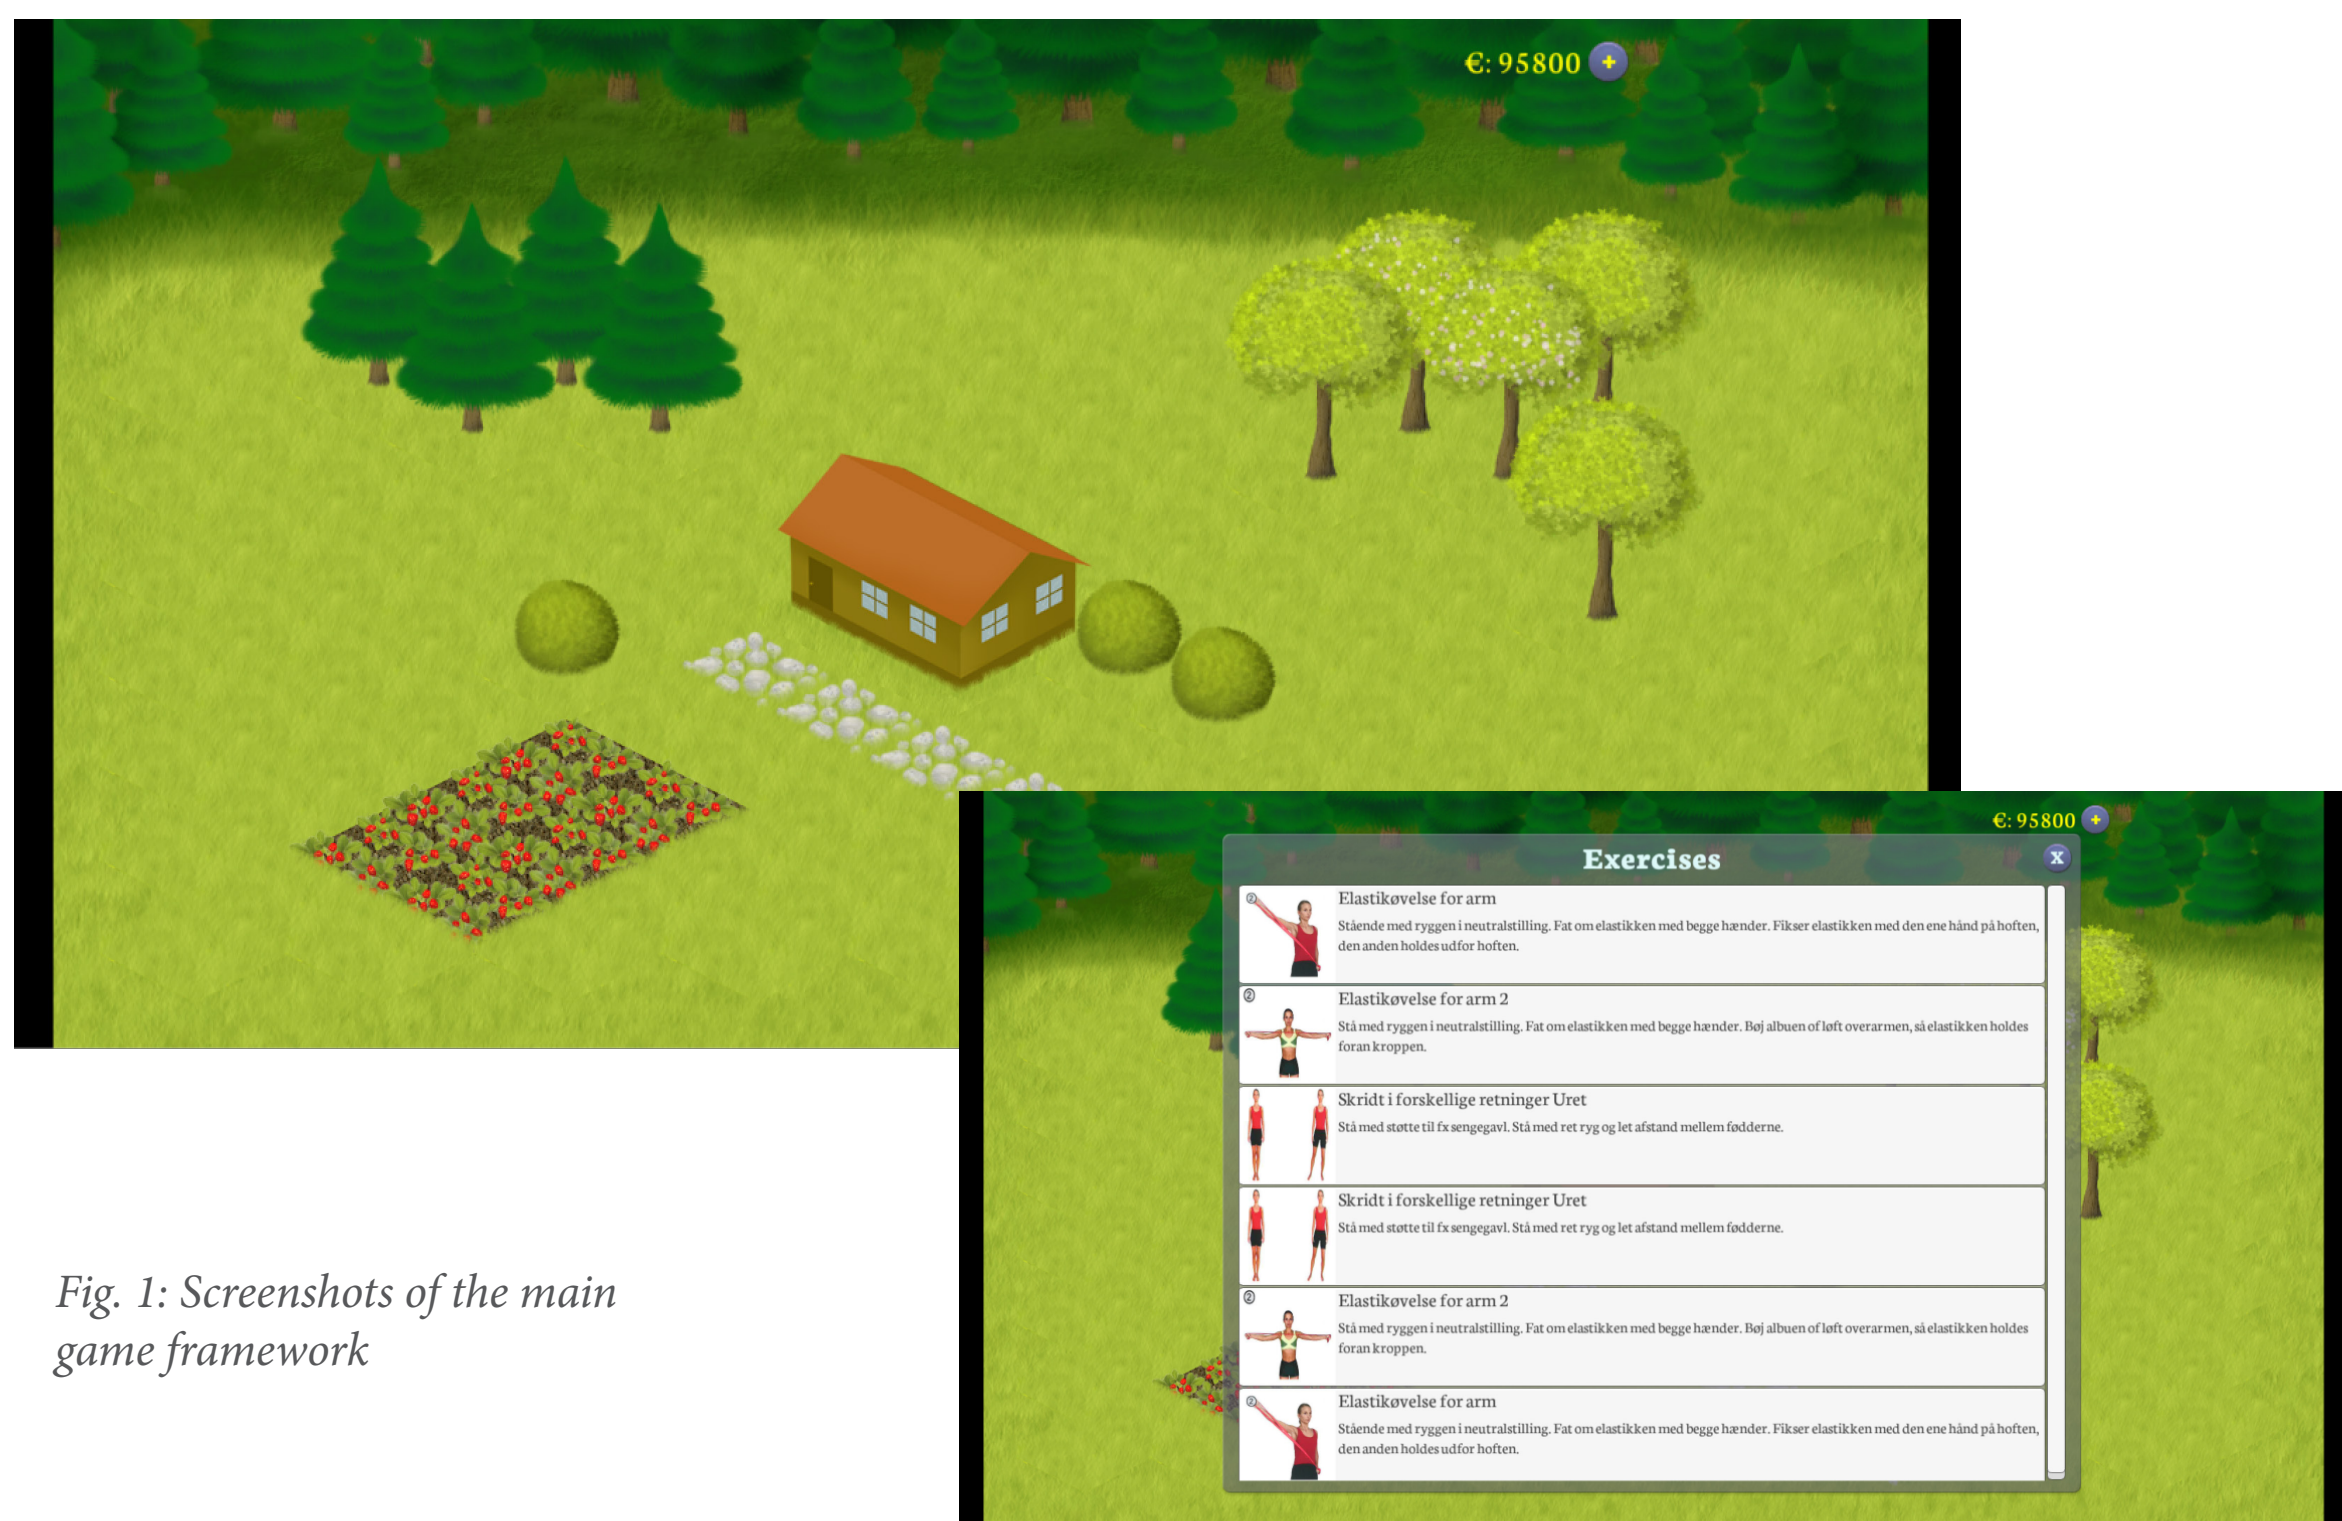 €: 95800 +
€: 95800 +
Exercises
X
② Elastikøvelse for arm
Stående med ryggen i neutralstilling. Fat om elastikken med begge hænder. Fikser elastikken med den ene hånd på hoften,
den anden holdes udfor hoften.
② Elastikøvelse for arm 2
Stå med ryggen i neutralstilling. Fat om elastikken med begge hænder. Bøj albuen of løft overarmen, så elastikken holdes
foran kroppen.
Skridt i forskellige retninger Uret
Stå med støtte til fx sengegavl. Stå med ret ryg og let afstand mellem fødderne.
Skridt i forskellige retninger Uret
Stå med støtte til fx sengegavl. Stå med ret ryg og let afstand mellem fødderne.
② Elastikøvelse for arm 2
Stå med ryggen i neutralstilling. Fat om elastikken med begge hænder. Bøj albuen of løft overarmen, så elastikken holdes
foran kroppen.
② Elastikøvelse for arm
Stående med ryggen i neutralstilling. Fat om elastikken med begge hænder. Fikser elastikken med den ene hånd på hoften,
den anden holdes udfor hoften.
Fig. 1: Screenshots of the main
game framework